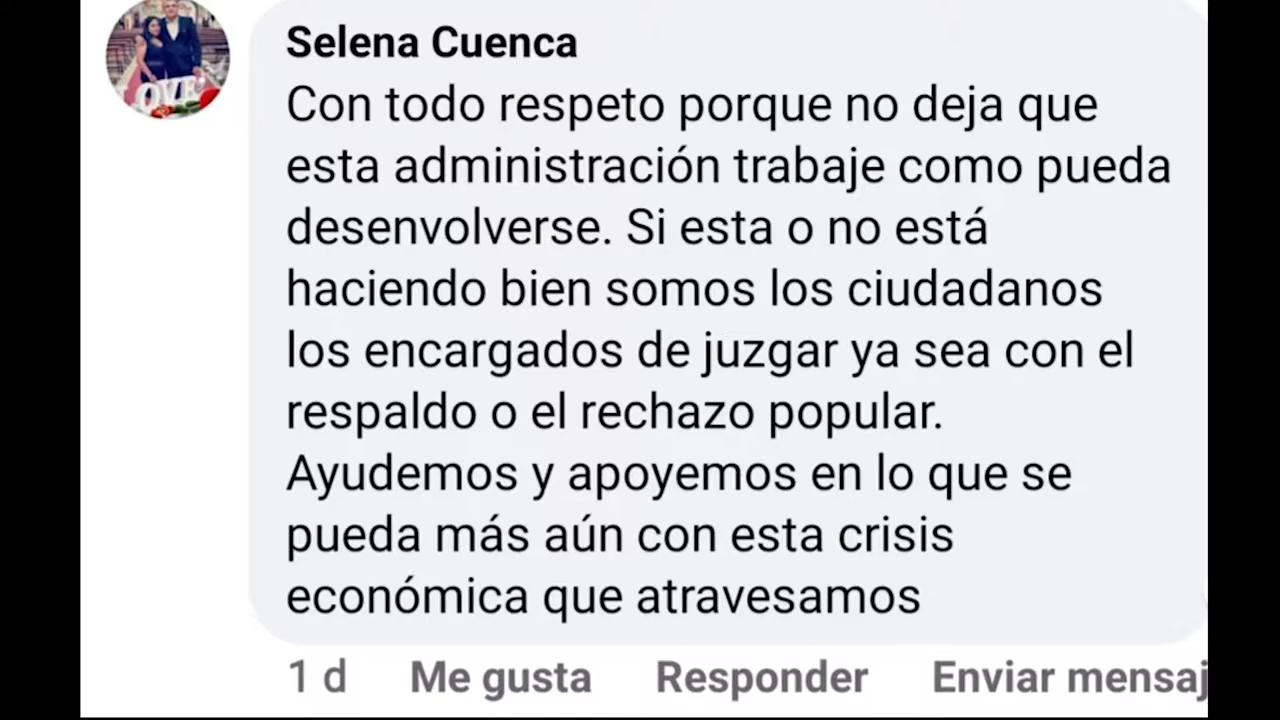 Selena Cuenca
Con todo respeto porque no deja que
esta administración trabaje como pueda
desenvolverse. Si esta o no está
haciendo bien somos los ciudadanos
los encargados de juzgar ya sea con el
respaldo o el rechazo popular.
Ayudemos y apoyemos en lo que se
pueda más aún con esta crisis
económica que atravesamos
1 d Me gusta Responder Enviar mensaj